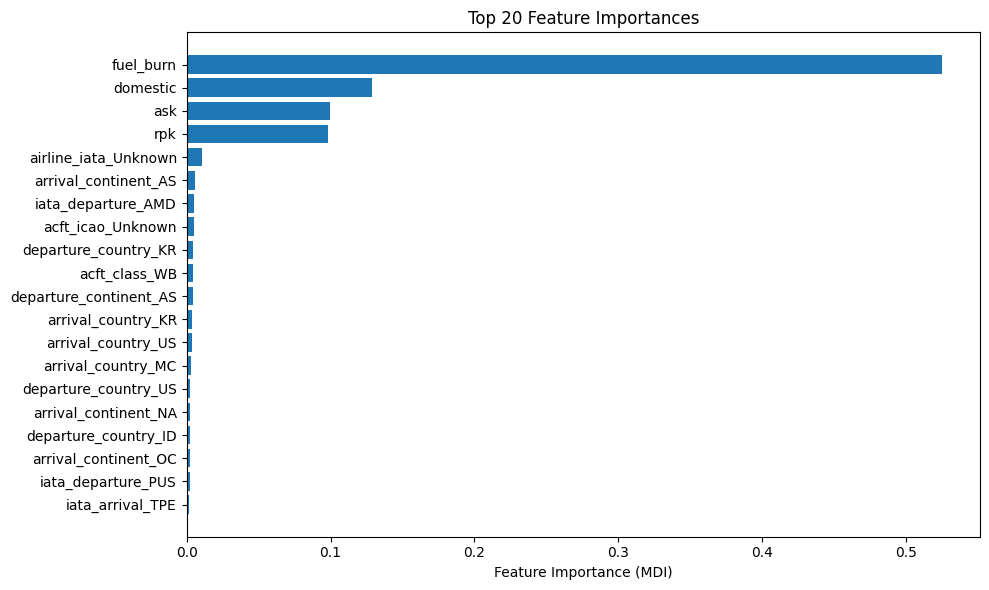 Top 20 Feature Importances
fuel_burn
domestic
ask
rpk
airline_iata_Unknown
arrival_continent_AS
iata_departure_AMD
acft_icao_Unknown
departure_country_KR
acft_class_WB
departure_continent_AS
arrival_country_KR
arrival_country_US
arrival_country_MC
departure_country_US
arrival_continent_NA
departure_country_ID
arrival_continent_OC
iata_departure_PUS
iata_arrival_TPE
0.0 0.1 0.2 0.3 0.4 0.5
Feature Importance (MDI)